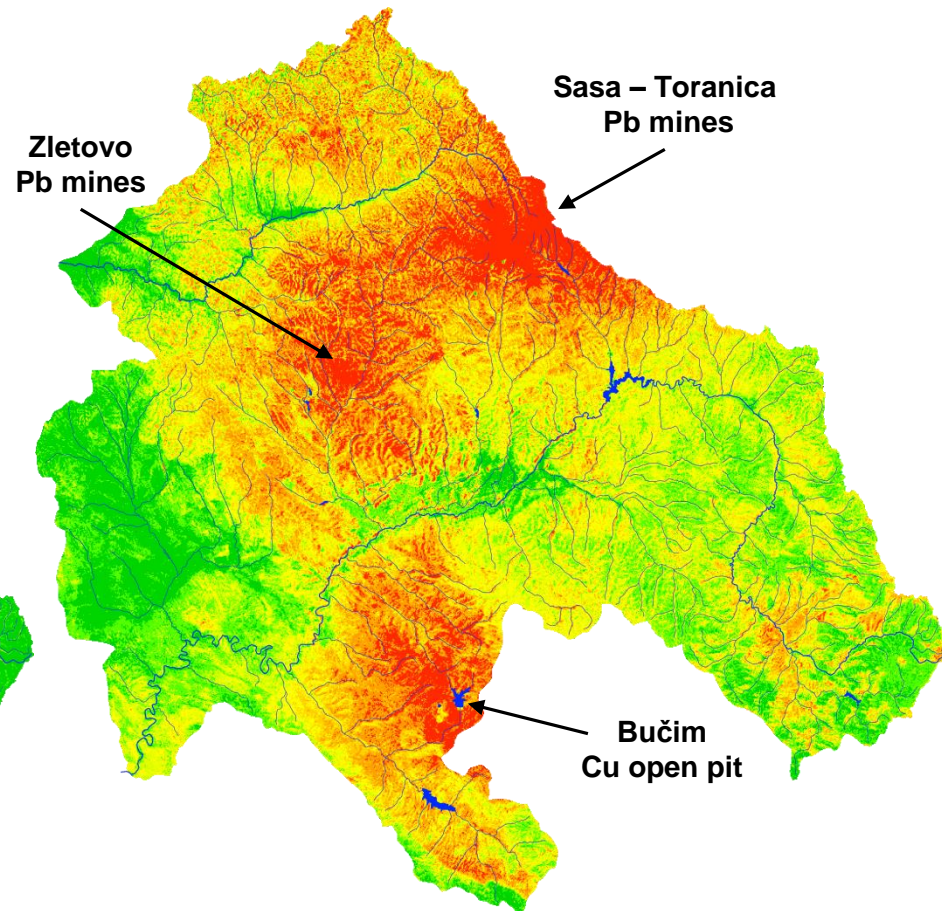 Sasa – Toranica
Pb mines
Zletovo
Pb mines
Bučim
Cu open pit